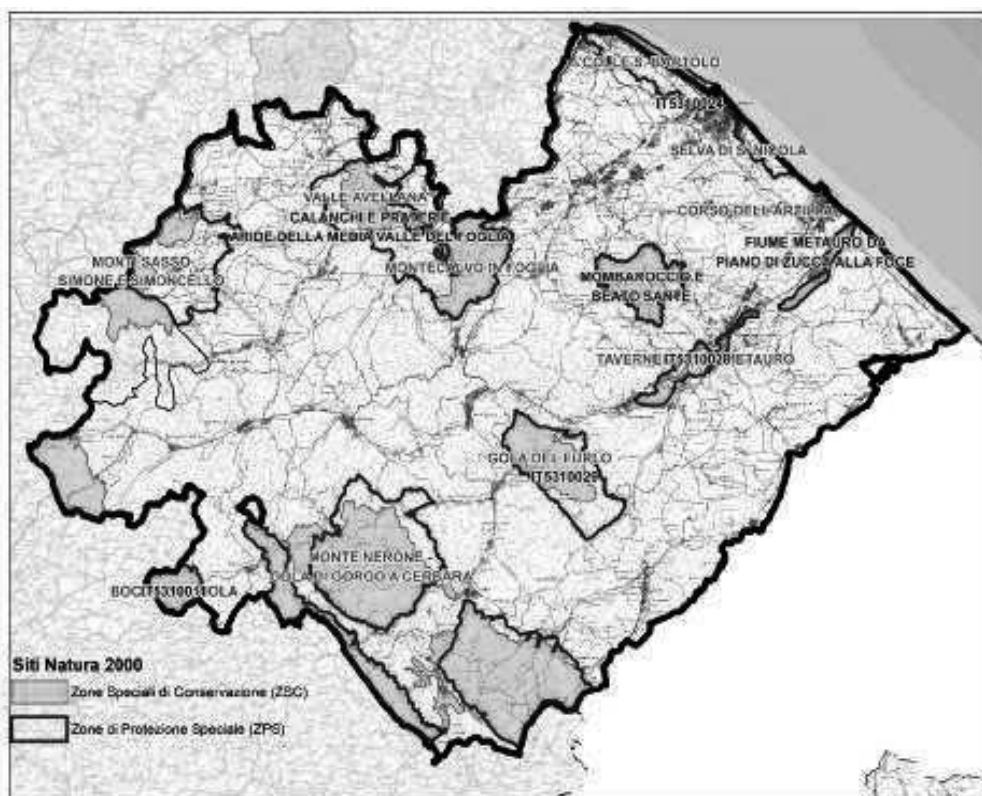 COLLE S. BARTOLO
IT5310024
SELVA DI S. NICOLA
VALLE AVELLANA
CALANCHI E PRATERIE
ARIDE DELLA MEDIA VALLE DEL FOGLIA
CORSO DELL'ARZILLA
FIUME METAURO DA
PIANO DI ZUCCA ALLA FOCE
MONTI SASSO
SIMONE E SIMONCELLO
MONTECALVO IN FOGLIA
MOMBAROCCIO E
BEATO SANTE
TAVERNE IT5310028 METAURO
GOLA DEL FURLO
IT5310029
MONTE NERONE -
GOLA DI GORGO A CERBARA
IT5310011
Siti Natura 2000
Zone Speciali di Conservazione (ZSC)
Zone di Protezione Speciale (ZPS)